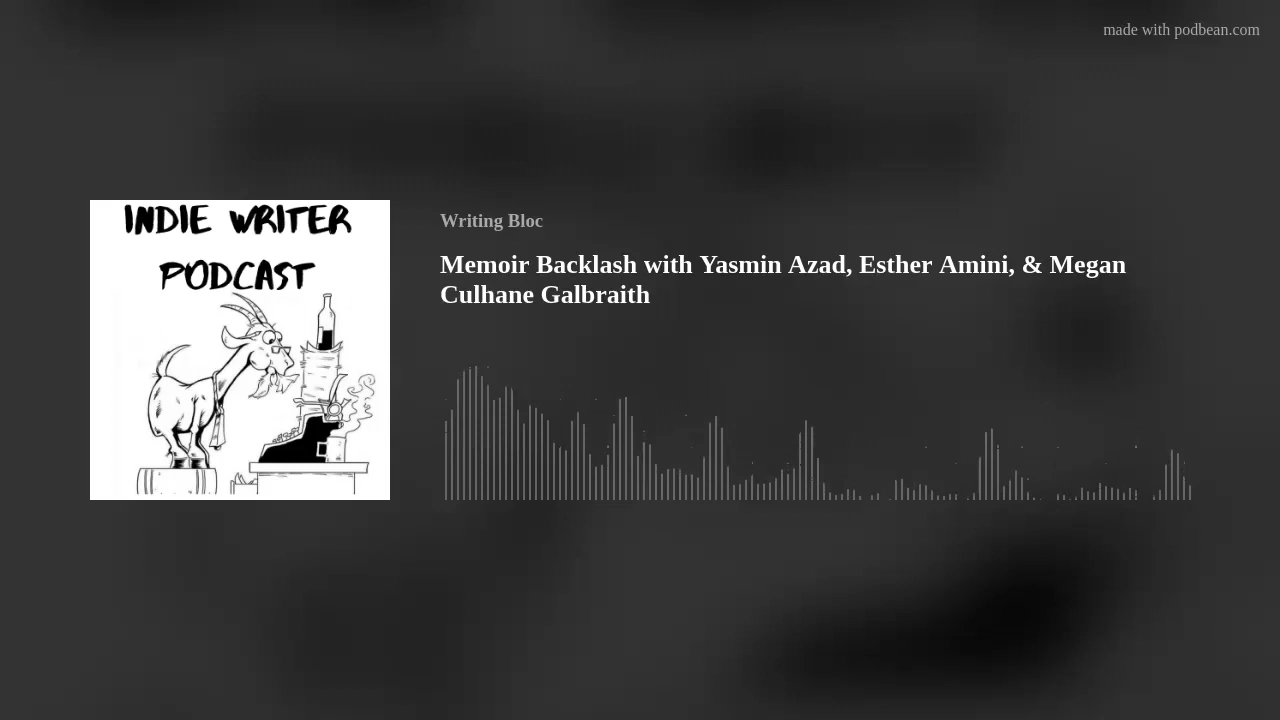 made with podbean.com
INDIE WRITER
PODCAST
Writing Bloc
Memoir Backlash with Yasmin Azad, Esther Amini, & Megan
Culhane Galbraith